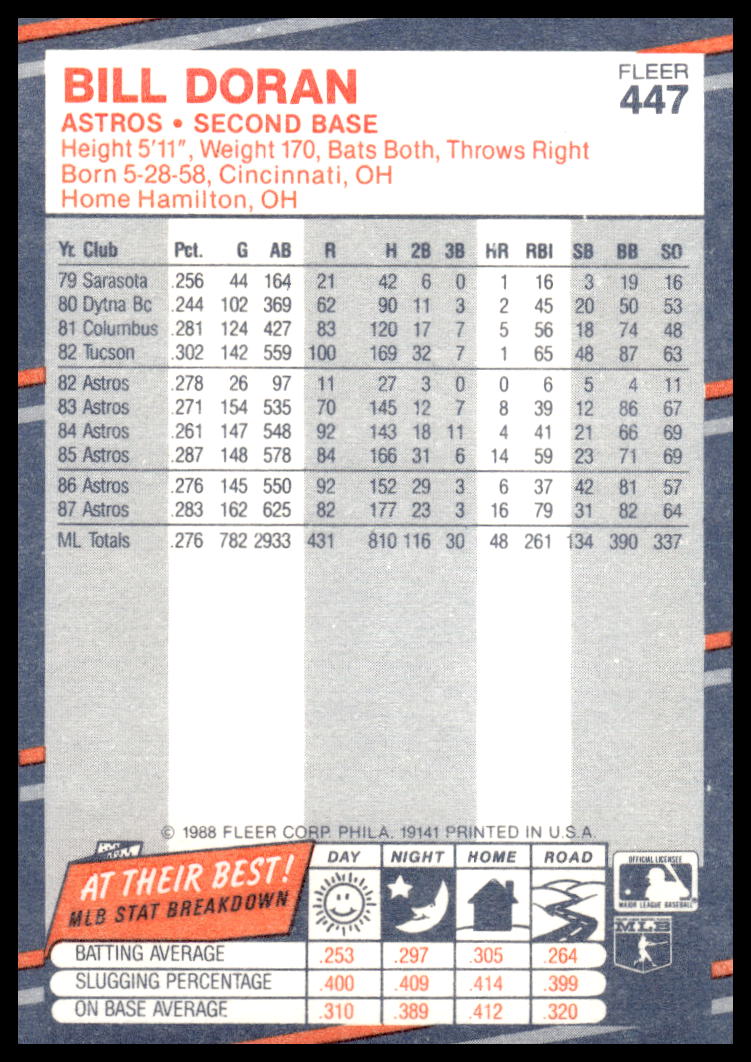 BILL DORAN
FLEER
447
ASTROS • SECOND BASE
Height 5'11", Weight 170, Bats Both, Throws Right
Born 5-28-58, Cincinnati, OH
Home Hamilton, OH
Yr. Club Pct. G AB R H 2B 3B HR RBI SB BB SO
79 Sarasota .256 44 164 21 42 6 0 1 16 3 19 16
80 Dytna Bc .244 102 369 62 90 11 3 2 45 20 50 53
81 Columbus .281 124 427 83 120 17 7 5 56 18 74 48
82 Tucson .302 142 559 100 169 32 7 1 65 48 87 63
82 Astros .278 26 97 11 27 3 0 0 6 5 4 11
83 Astros .271 154 535 70 145 12 7 8 39 12 86 67
84 Astros .261 147 548 92 143 18 11 4 41 21 66 69
85 Astros .287 148 578 84 166 31 6 14 59 23 71 69
86 Astros .276 145 550 92 152 29 3 6 37 42 81 57
87 Astros .283 162 625 82 177 23 3 16 79 31 82 64
ML Totals .276 782 2933 431 810 116 30 48 261 134 390 337
© 1988 FLEER CORP. PHILA. 19141 PRINTED IN U.S.A.
AT THEIR BEST!
MLB STAT BREAKDOWN
DAY NIGHT HOME ROAD
BATTING AVERAGE .253 .297 .305 .264
SLUGGING PERCENTAGE .400 .409 .414 .399
ON BASE AVERAGE .310 .389 .412 .320
OFFICIAL LICENSEE
MAJOR LEAGUE BASEBALL
MLB